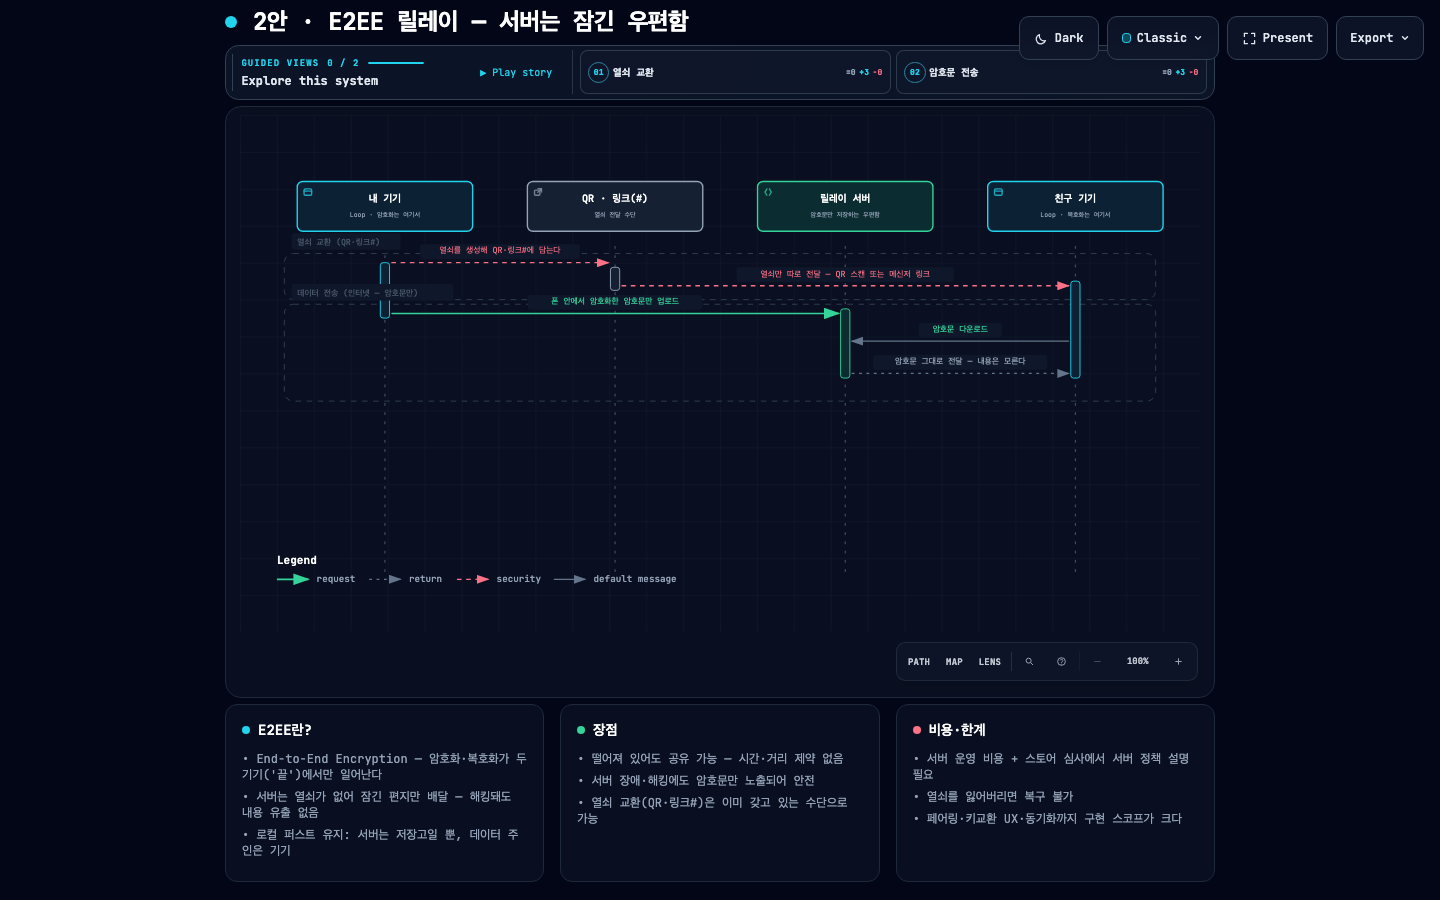 2안 · E2EE 릴레이 — 서버는 잠긴 우편함
Dark
Classic
Present
Export
GUIDED VIEWS 0 / 2
Explore this system
▶ Play story
01 열쇠 교환
=0 +3 -0
02 암호문 전송
=0 +3 -0
내 기기
Loop · 암호화는 여기서
QR · 링크(#)
열쇠 전달 수단
릴레이 서버
암호문만 저장하는 우편함
친구 기기
Loop · 복호화는 여기서
열쇠 교환 (QR·링크#)
열쇠를 생성해 QR·링크#에 담는다
열쇠만 따로 전달 — QR 스캔 또는 메신저 링크
데이터 전송 (인터넷 — 암호문만)
폰 안에서 암호화한 암호문만 업로드
암호문 다운로드
암호문 그대로 전달 — 내용은 모른다
Legend
request
return
security
default message
PATH
MAP
LENS
−
100%
+
E2EE란?
• End-to-End Encryption — 암호화·복호화가 두
기기('끝')에서만 일어난다
• 서버는 열쇠가 없어 잠긴 편지만 배달 — 해킹돼도
내용 유출 없음
• 로컬 퍼스트 유지: 서버는 저장고일 뿐, 데이터 주
인은 기기
장점
• 떨어져 있어도 공유 가능 — 시간·거리 제약 없음
• 서버 장애·해킹에도 암호문만 노출되어 안전
• 열쇠 교환(QR·링크#)은 이미 갖고 있는 수단으로
가능
비용·한계
• 서버 운영 비용 + 스토어 심사에서 서버 정책 설명
필요
• 열쇠를 잃어버리면 복구 불가
• 페어링·키교환 UX·동기화까지 구현 스코프가 크다